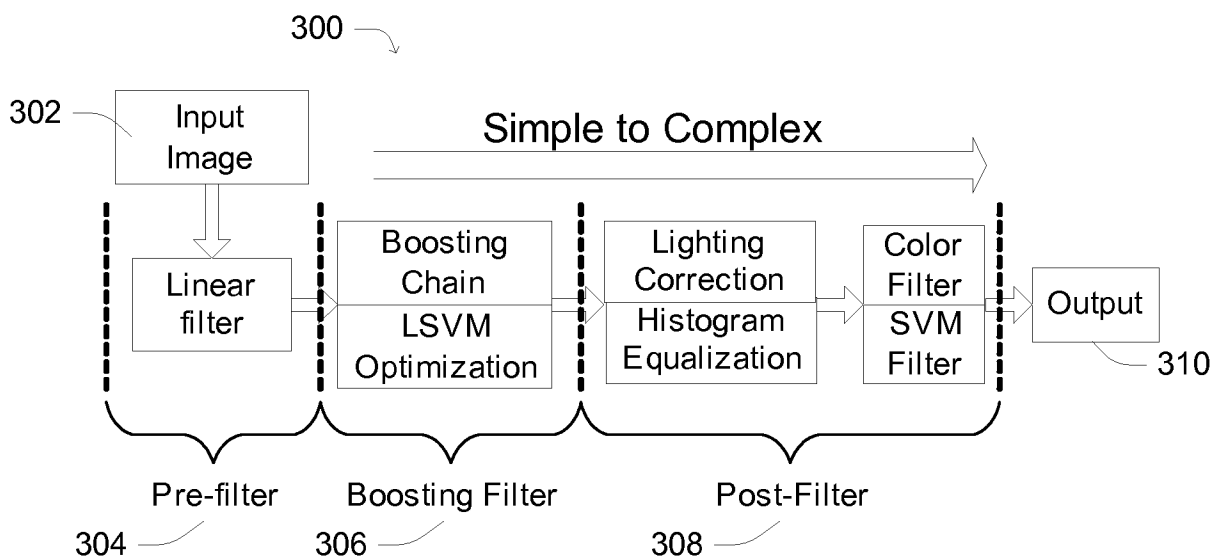 300
302
Input
Image
Simple to Complex
Linear
filter
Boosting
Chain
LSVM
Optimization
Lighting
Correction
Histogram
Equalization
Color
Filter
SVM
Filter
Output
310
Pre-filter
Boosting Filter
Post-Filter
304
306
308